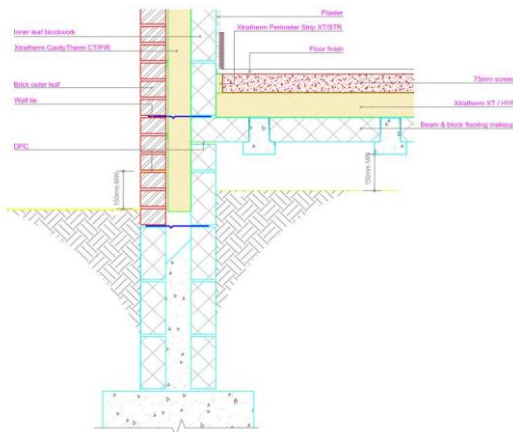 Plaster
Inner leaf blockwork
Xtratherm Perimeter Strip XT/STR
Xtratherm CavityTherm CT/PIR
Floor finish
75mm screed
Brick outer leaf
Xtratherm XT / HYF
Wall tie
Beam & block flooring makeup
DPC
150mm MIN
150mm MIN